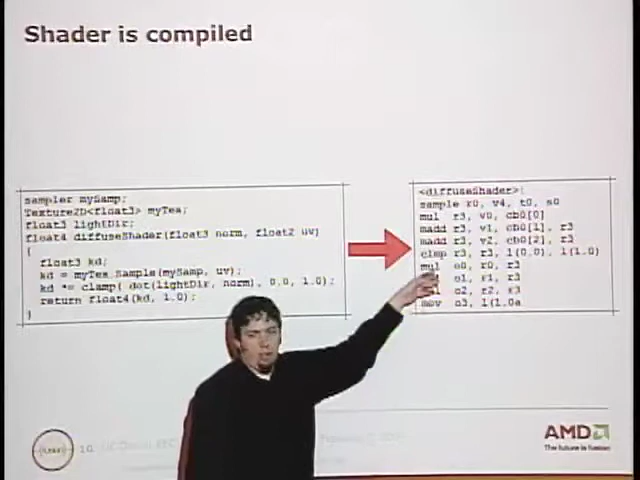 Shader is compiled
sampler mySamp;
Texture2D<float3> myTex;
float3 lightDir;
float4 diffuseShader(float3 norm, float2 uv)
{
float3 kd;
kd = myTex.Sample(mySamp, uv);
kd *= clamp( dot(lightDir, norm), 0.0, 1.0);
return float4(kd, 1.0);
}
<diffuseShader>:
sample r0, v4, t0, s0
mul r3, v0, cb0[0]
madd r3, v1, cb0[1], r3
madd r3, v2, cb0[2], r3
clmp r3, r3, l(0.0), l(1.0)
mul o0, r0, r3
o1, r1, r3
o2, r2, r3
mov o3, l(1.0)
10
AMD
The future is fusion